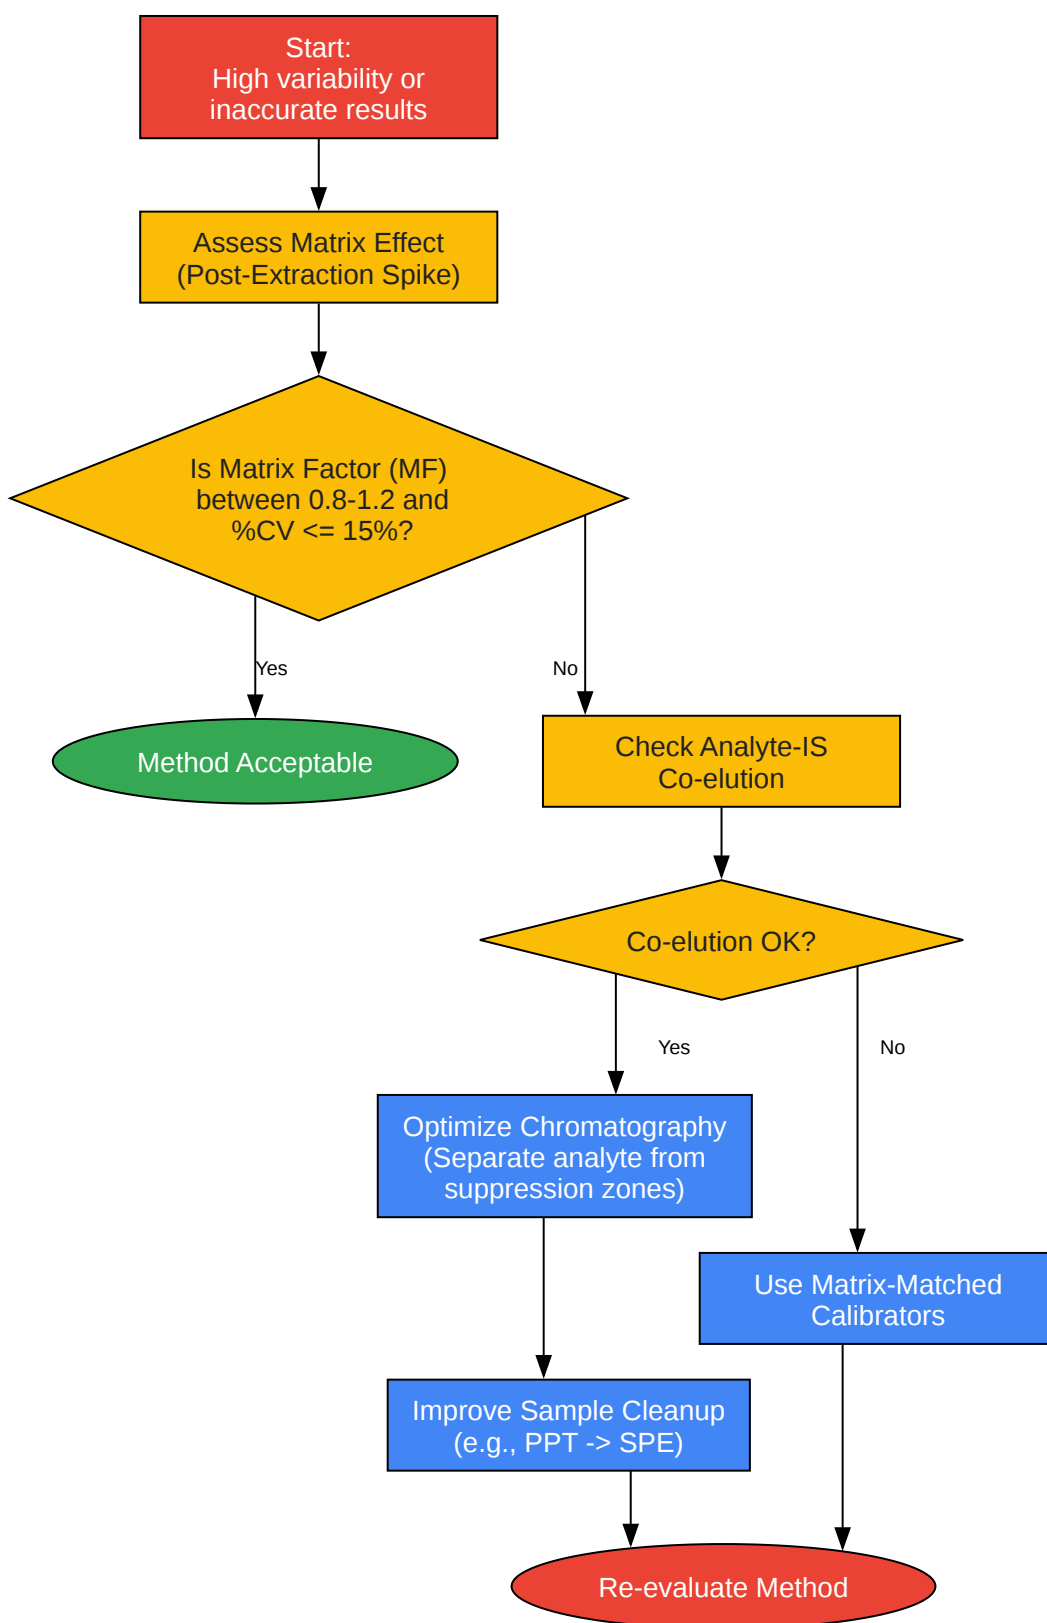 Start:
High variability or
inaccurate results
Assess Matrix Effect
(Post-Extraction Spike)
Is Matrix Factor (MF)
between 0.8-1.2 and
%CV <= 15%?
Yes
No
Method Acceptable
Check Analyte-IS
Co-elution
Co-elution OK?
Yes
No
Optimize Chromatography
(Separate analyte from
suppression zones)
Use Matrix-Matched
Calibrators
Improve Sample Cleanup
(e.g., PPT -> SPE)
Re-evaluate Method